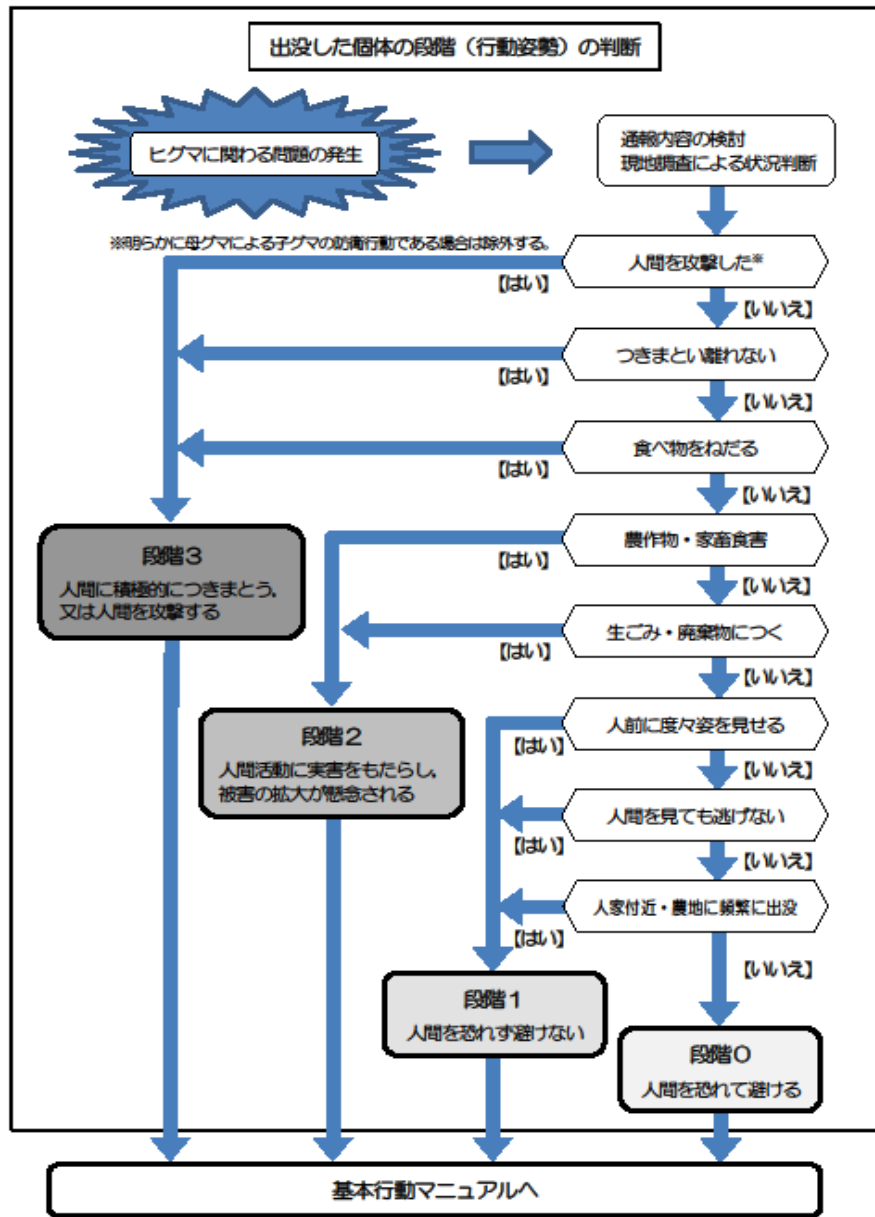 出没した個体の段階（行動姿勢）の判断
ヒグマに関わる問題の発生
通報内容の検討
現地調査による状況判断
※明らかに母グマによる子グマの防衛行動である場合は除外する。
人間を攻撃した※
【はい】
【いいえ】
つきまとい離れない
【はい】
【いいえ】
食べ物をねだる
【はい】
【いいえ】
農作物・家畜食害
【はい】
【いいえ】
段階３
人間に積極的につきまとう，
又は人間を攻撃する
生ごみ・廃棄物につく
【はい】
【いいえ】
人前に度々姿を見せる
【はい】
【いいえ】
段階２
人間活動に実害をもたらし，
被害の拡大が懸念される
人間を見ても逃げない
【はい】
【いいえ】
人家付近・農地に頻繁に出没
【はい】
【いいえ】
段階１
人間を恐れず避けない
段階０
人間を恐れて避ける
基本行動マニュアルへ